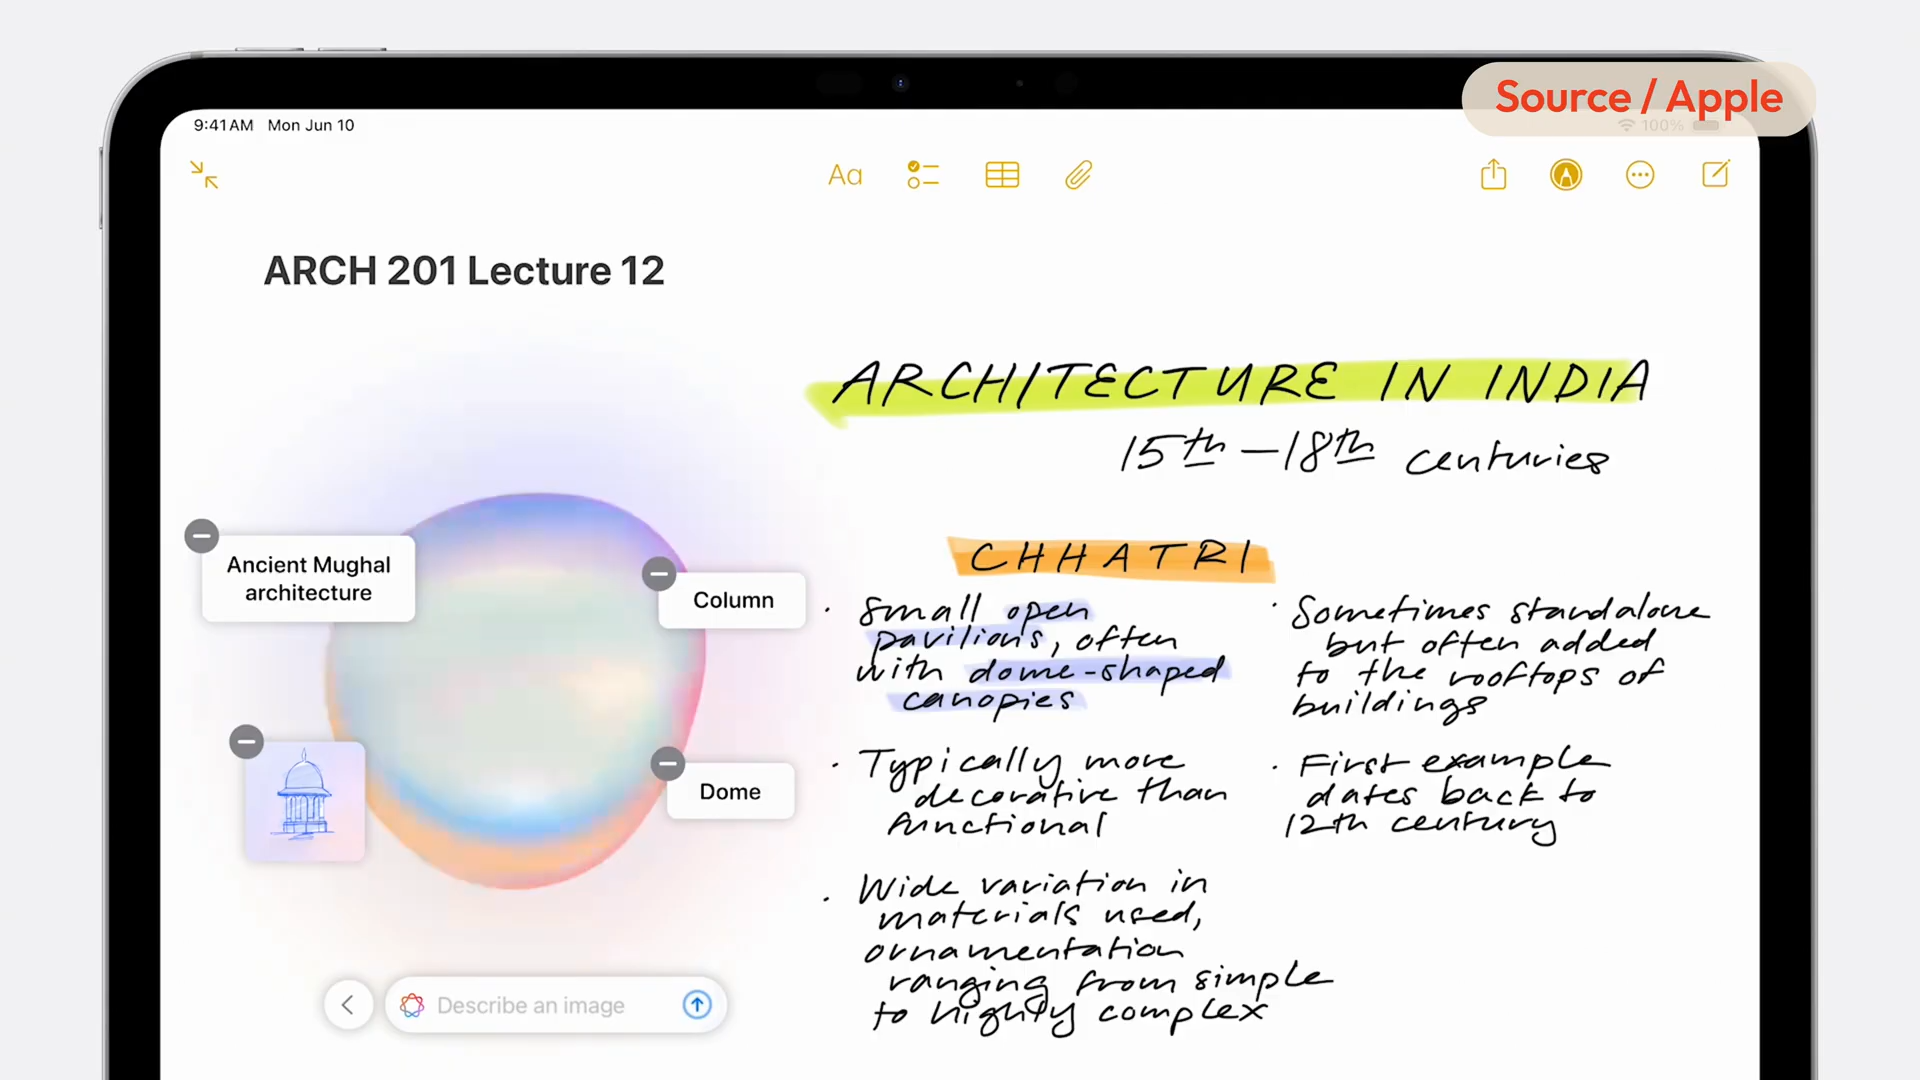 Source / Apple
9:41 AM Mon Jun 10
100%
Aa
ARCH 201 Lecture 12
ARCHITECTURE IN INDIA
15th – 18th centuries
Ancient Mughal
architecture
Column
Dome
Describe an image
CHHATRI
· Small open
pavilions, often
with dome-shaped
canopies
· Typically more
decorative than
functional
· Wide variation in
materials used,
ornamentation
ranging from simple
to highly complex
· Sometimes standalone
but often added
to the rooftops of
buildings
· First example
dates back to
12th century